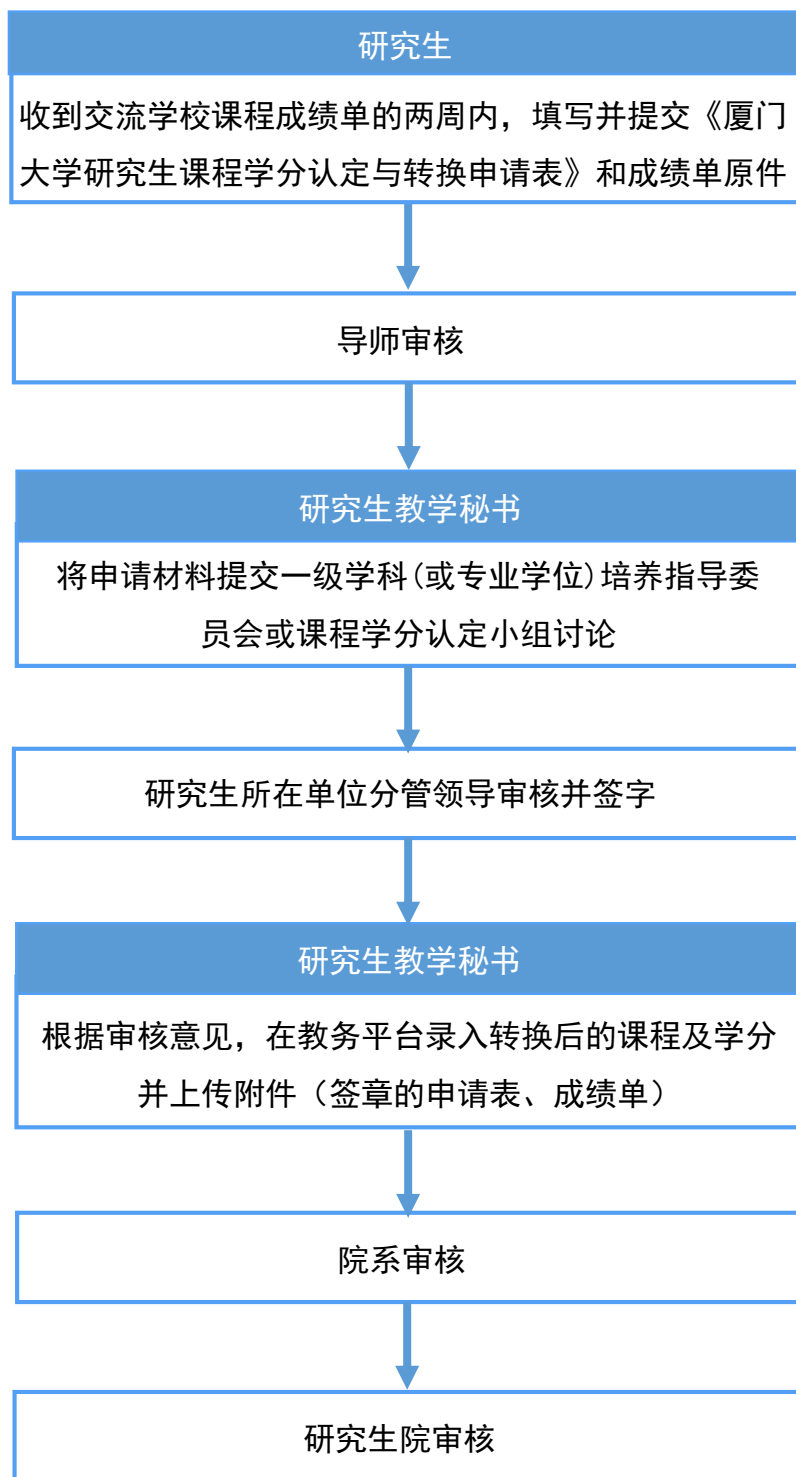 研究生
收到交流学校课程成绩单的两周内，填写并提交《厦门
大学研究生课程学分认定与转换申请表》和成绩单原件
导师审核
研究生教学秘书
将申请材料提交一级学科(或专业学位)培养指导委
员会或课程学分认定小组讨论
研究生所在单位分管领导审核并签字
研究生教学秘书
根据审核意见，在教务平台录入转换后的课程及学分
并上传附件（签章的申请表、成绩单）
院系审核
研究生院审核